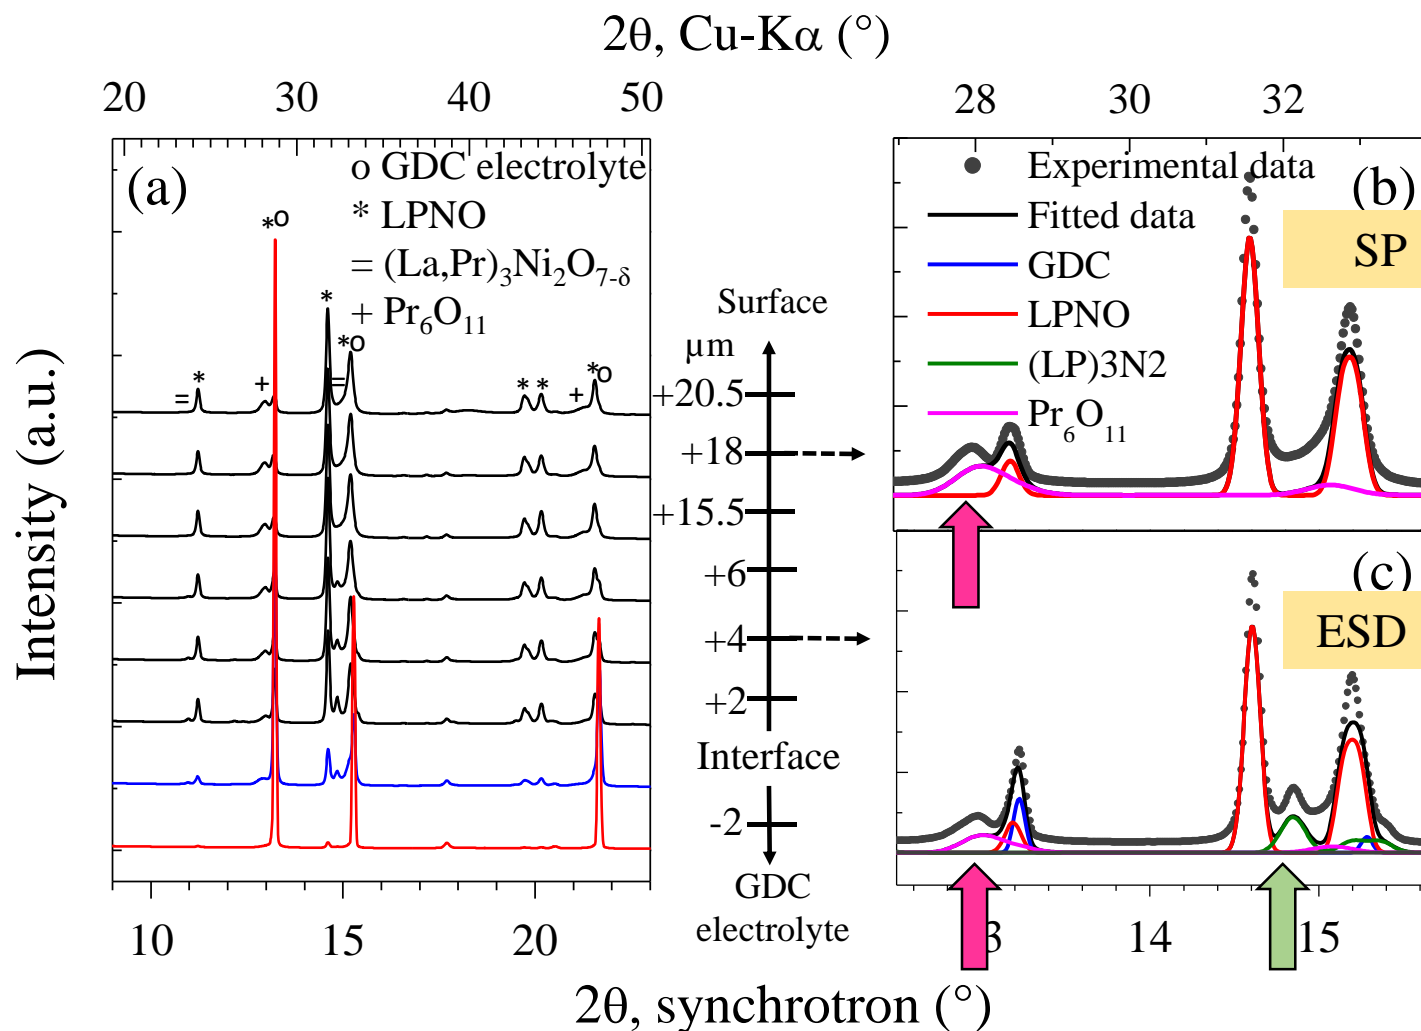 2θ, Cu-Kα (°)
20 30 40 50
28 30 32
(a)
o GDC electrolyte
* LPNO
= (La,Pr)₃Ni₂O₇₋δ
+ Pr₆O₁₁
*o
= * + * = *o * * + *o
Intensity (a.u.)
Surface
µm
+20.5
+18
+15.5
+6
+4
+2
Interface
-2
GDC
electrolyte
(b)
SP
Experimental data
Fitted data
GDC
LPNO
(LP)3N2
Pr₆O₁₁
(c)
ESD
10 15 20
3 14 15
2θ, synchrotron (°)